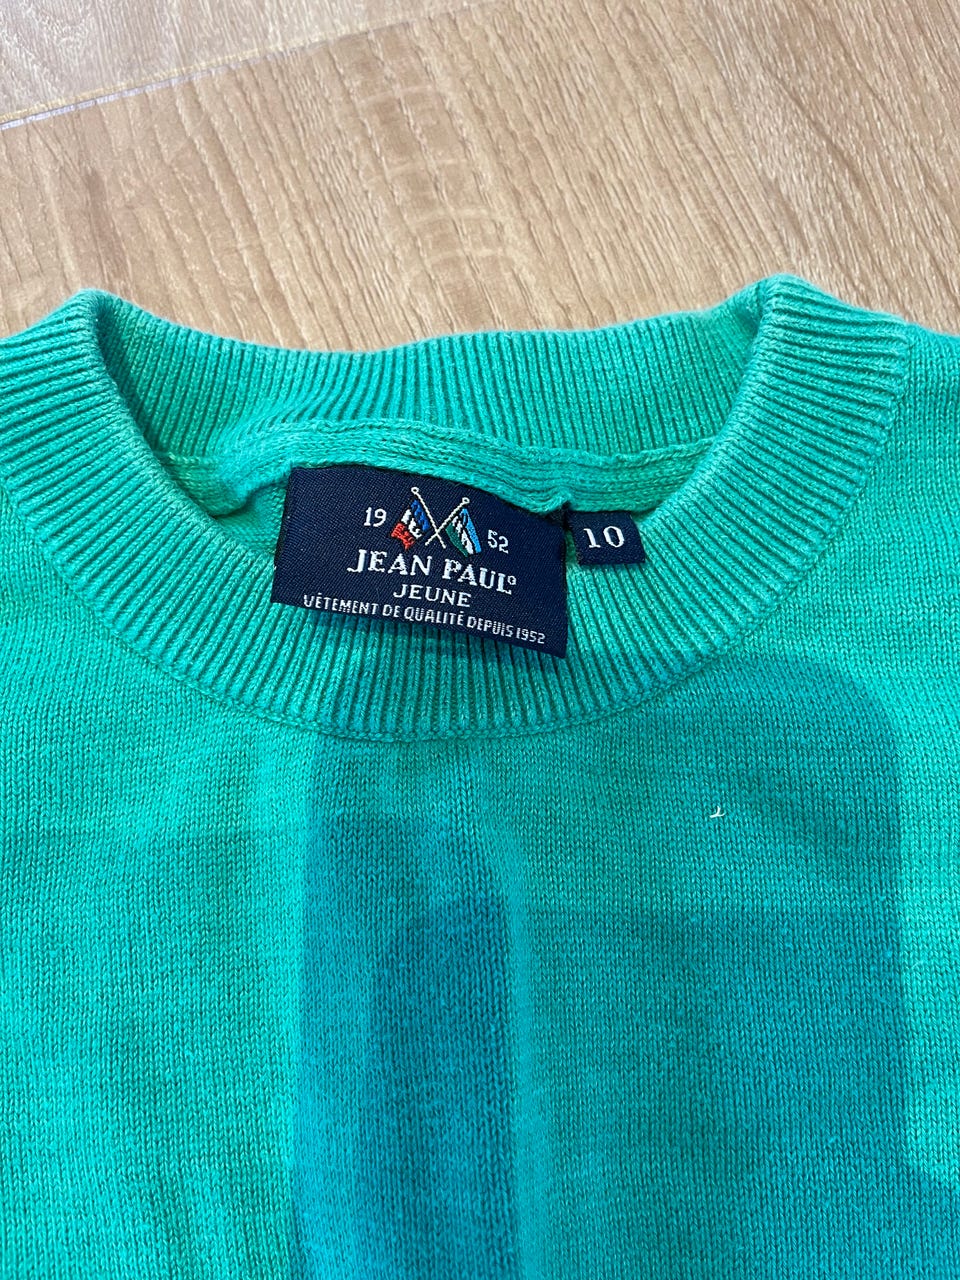 19 52
JEAN PAUL
JEUNE
VÊTEMENT DE QUALITÉ DEPUIS 1952
10